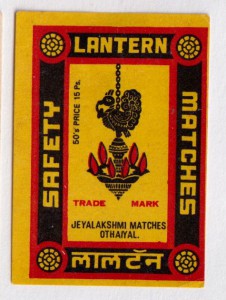 LANTERN
SAFETY
MATCHES
50's PRICE 15 Ps.
TRADE MARK
JEYALAKSHMI MATCHES
OTHAIYAL.
लालटॅन